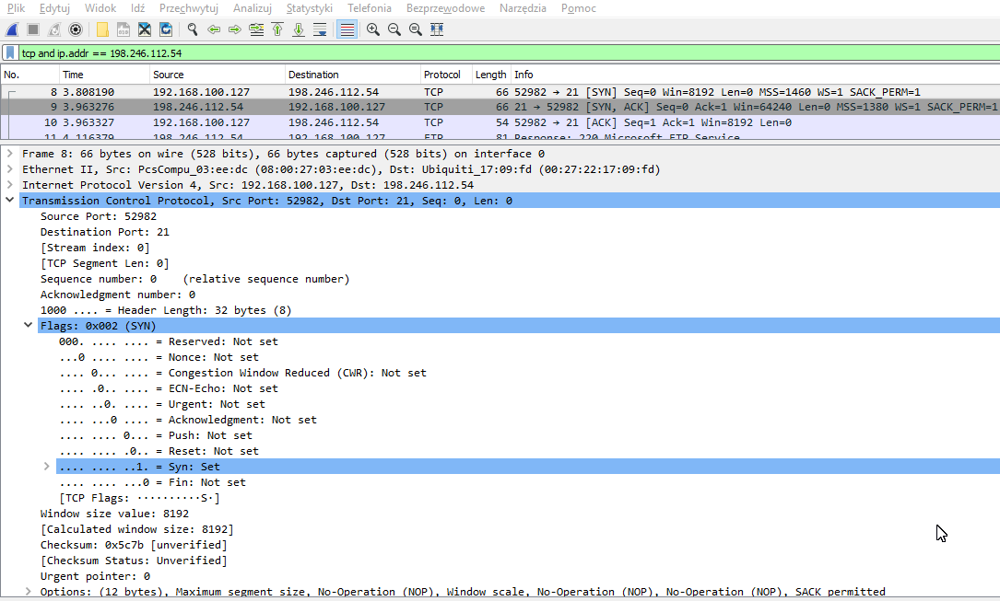 Plik Edytuj Widok Idź Przechwytuj Analizuj Statystyki Telefonia Bezprzewodowe Narzędzia Pomoc
tcp and ip.addr == 198.246.112.54
No. Time Source Destination Protocol Length Info
8 3.808190 192.168.100.127 198.246.112.54 TCP 66 52982 → 21 [SYN] Seq=0 Win=8192 Len=0 MSS=1460 WS=1 SACK_PERM=1
9 3.963276 198.246.112.54 192.168.100.127 TCP 66 21 → 52982 [SYN, ACK] Seq=0 Ack=1 Win=64240 Len=0 MSS=1380 WS=1 SACK_PERM=1
10 3.963327 192.168.100.127 198.246.112.54 TCP 54 52982 → 21 [ACK] Seq=1 Ack=1 Win=8192 Len=0
11 4.116379 198.246.112.54 192.168.100.127 FTP 81 Response: 220 Microsoft FTP Service
Frame 8: 66 bytes on wire (528 bits), 66 bytes captured (528 bits) on interface 0
Ethernet II, Src: PcsCompu_03:ee:dc (08:00:27:03:ee:dc), Dst: Ubiquiti_17:09:fd (00:27:22:17:09:fd)
Internet Protocol Version 4, Src: 192.168.100.127, Dst: 198.246.112.54
Transmission Control Protocol, Src Port: 52982, Dst Port: 21, Seq: 0, Len: 0
Source Port: 52982
Destination Port: 21
[Stream index: 0]
[TCP Segment Len: 0]
Sequence number: 0 (relative sequence number)
Acknowledgment number: 0
1000 .... = Header Length: 32 bytes (8)
Flags: 0x002 (SYN)
000. .... .... = Reserved: Not set
...0 .... .... = Nonce: Not set
.... 0... .... = Congestion Window Reduced (CWR): Not set
.... .0.. .... = ECN-Echo: Not set
.... ..0. .... = Urgent: Not set
.... ...0 .... = Acknowledgment: Not set
.... .... 0... = Push: Not set
.... .... .0.. = Reset: Not set
.... .... ..1. = Syn: Set
.... .... ...0 = Fin: Not set
[TCP Flags: ··········S·]
Window size value: 8192
[Calculated window size: 8192]
Checksum: 0x5c7b [unverified]
[Checksum Status: Unverified]
Urgent pointer: 0
Options: (12 bytes), Maximum segment size, No-Operation (NOP), Window scale, No-Operation (NOP), No-Operation (NOP), SACK permitted